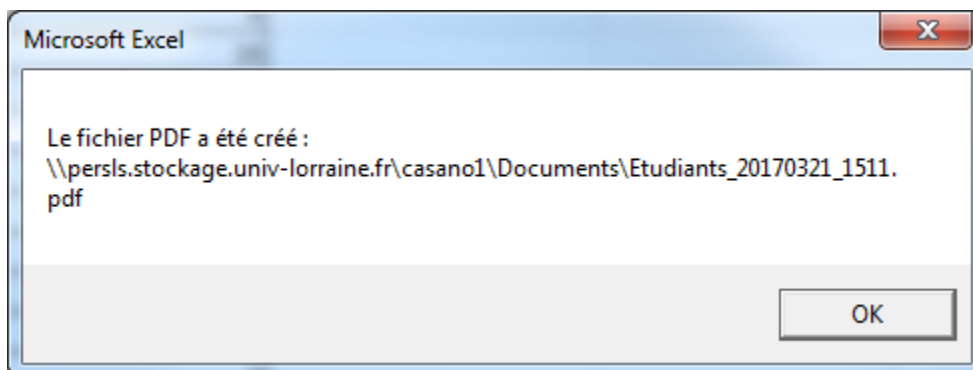 Microsoft Excel
Le fichier PDF a été créé :
\\persls.stockage.univ-lorraine.fr\casano1\Documents\Etudiants_20170321_1511.
pdf
OK